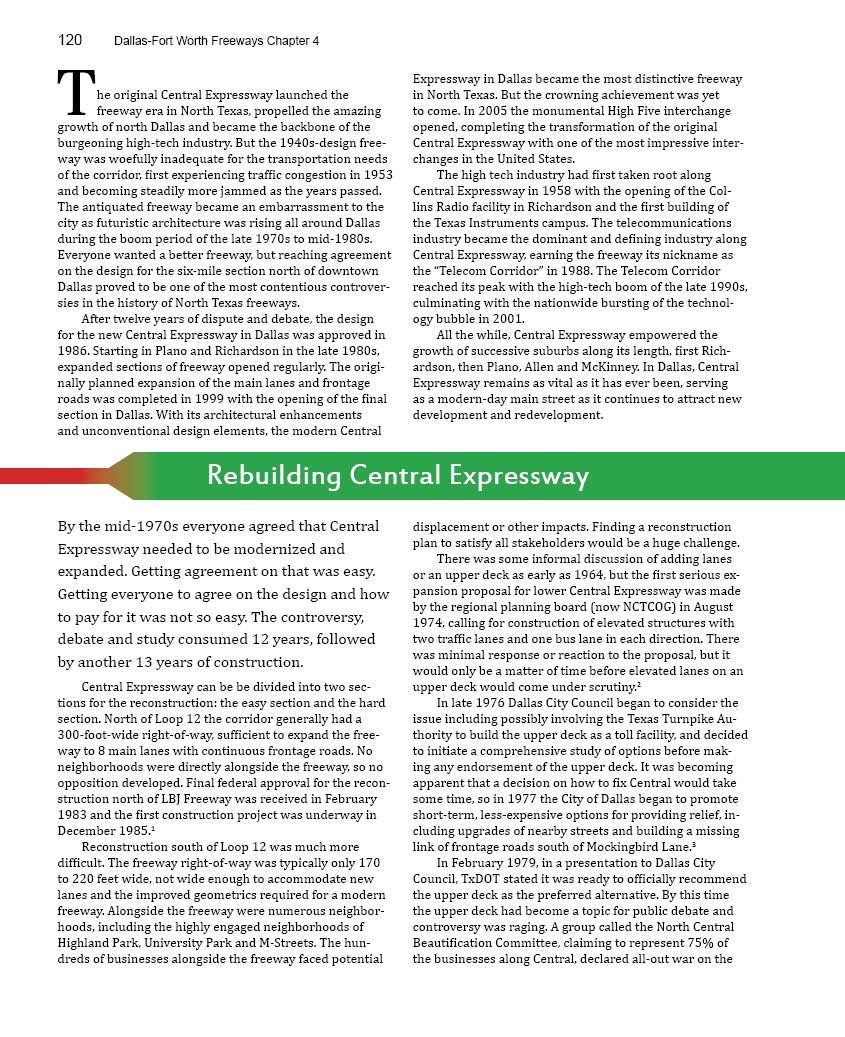 120 Dallas-Fort Worth Freeways Chapter 4
The original Central Expressway launched the
freeway era in North Texas, propelled the amazing
growth of north Dallas and became the backbone of the
burgeoning high-tech industry. But the 1940s-design free-
way was woefully inadequate for the transportation needs
of the corridor, first experiencing traffic congestion in 1953
and becoming steadily more jammed as the years passed.
The antiquated freeway became an embarrassment to the
city as futuristic architecture was rising all around Dallas
during the boom period of the late 1970s to mid-1980s.
Everyone wanted a better freeway, but reaching agreement
on the design for the six-mile section north of downtown
Dallas proved to be one of the most contentious controver-
sies in the history of North Texas freeways.
After twelve years of dispute and debate, the design
for the new Central Expressway in Dallas was approved in
1986. Starting in Plano and Richardson in the late 1980s,
expanded sections of freeway opened regularly. The origi-
nally planned expansion of the main lanes and frontage
roads was completed in 1999 with the opening of the final
section in Dallas. With its architectural enhancements
and unconventional design elements, the modern Central
Expressway in Dallas became the most distinctive freeway
in North Texas. But the crowning achievement was yet
to come. In 2005 the monumental High Five interchange
opened, completing the transformation of the original
Central Expressway with one of the most impressive inter-
changes in the United States.
The high tech industry had first taken root along
Central Expressway in 1958 with the opening of the Col-
lins Radio facility in Richardson and the first building of
the Texas Instruments campus. The telecommunications
industry became the dominant and defining industry along
Central Expressway, earning the freeway its nickname as
the “Telecom Corridor” in 1988. The Telecom Corridor
reached its peak with the high-tech boom of the late 1990s,
culminating with the nationwide bursting of the technol-
ogy bubble in 2001.
All the while, Central Expressway empowered the
growth of successive suburbs along its length, first Rich-
ardson, then Plano, Allen and McKinney. In Dallas, Central
Expressway remains as vital as it has ever been, serving
as a modern-day main street as it continues to attract new
development and redevelopment.
Rebuilding Central Expressway
By the mid-1970s everyone agreed that Central
Expressway needed to be modernized and
expanded. Getting agreement on that was easy.
Getting everyone to agree on the design and how
to pay for it was not so easy. The controversy,
debate and study consumed 12 years, followed
by another 13 years of construction.
Central Expressway can be be divided into two sec-
tions for the reconstruction: the easy section and the hard
section. North of Loop 12 the corridor generally had a
300-foot-wide right-of-way, sufficient to expand the free-
way to 8 main lanes with continuous frontage roads. No
neighborhoods were directly alongside the freeway, so no
opposition developed. Final federal approval for the recon-
struction north of LBJ Freeway was received in February
1983 and the first construction project was underway in
December 1985.¹
Reconstruction south of Loop 12 was much more
difficult. The freeway right-of-way was typically only 170
to 220 feet wide, not wide enough to accommodate new
lanes and the improved geometrics required for a modern
freeway. Alongside the freeway were numerous neighbor-
hoods, including the highly engaged neighborhoods of
Highland Park, University Park and M-Streets. The hun-
dreds of businesses alongside the freeway faced potential
displacement or other impacts. Finding a reconstruction
plan to satisfy all stakeholders would be a huge challenge.
There was some informal discussion of adding lanes
or an upper deck as early as 1964, but the first serious ex-
pansion proposal for lower Central Expressway was made
by the regional planning board (now NCTCOG) in August
1974, calling for construction of elevated structures with
two traffic lanes and one bus lane in each direction. There
was minimal response or reaction to the proposal, but it
would only be a matter of time before elevated lanes on an
upper deck would come under scrutiny.²
In late 1976 Dallas City Council began to consider the
issue including possibly involving the Texas Turnpike Au-
thority to build the upper deck as a toll facility, and decided
to initiate a comprehensive study of options before mak-
ing any endorsement of the upper deck. It was becoming
apparent that a decision on how to fix Central would take
some time, so in 1977 the City of Dallas began to promote
short-term, less-expensive options for providing relief, in-
cluding upgrades of nearby streets and building a missing
link of frontage roads south of Mockingbird Lane.³
In February 1979, in a presentation to Dallas City
Council, TxDOT stated it was ready to officially recommend
the upper deck as the preferred alternative. By this time
the upper deck had become a topic for public debate and
controversy was raging. A group called the North Central
Beautification Committee, claiming to represent 75% of
the businesses along Central, declared all-out war on the